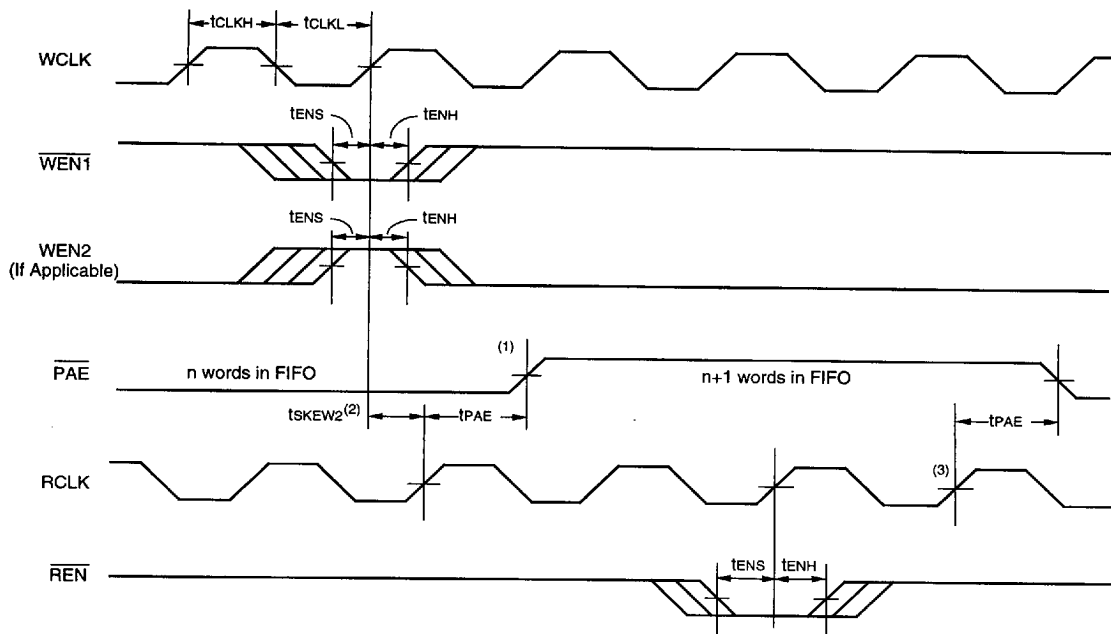 tCLKH tCLKL
WCLK
tENS tENH
WEN1
tENS tENH
WEN2
(If Applicable)
(1)
PAE
n words in FIFO n+1 words in FIFO
tSKEW2(2) tPAE tPAE
RCLK (3)
tENS tENH
REN